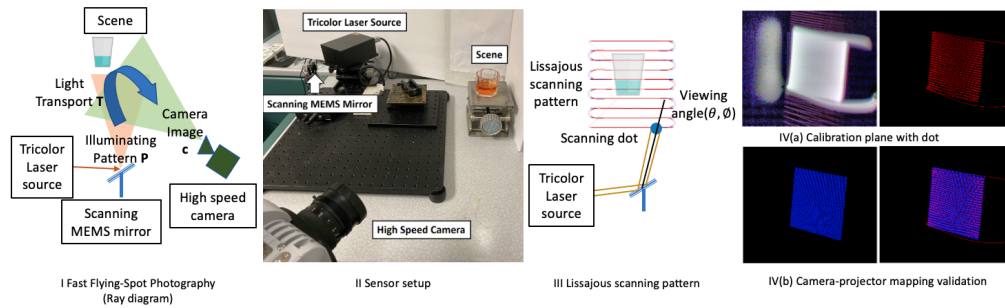 Scene
Light
Transport T
Camera
Image
c
Illuminating
Pattern P
Tricolor
Laser
source
Scanning
MEMS mirror
High speed
camera
I Fast Flying-Spot Photography
(Ray diagram)
Tricolor Laser Source
Scene
Scanning MEMS Mirror
High Speed Camera
II Sensor setup
Lissajous
scanning
pattern
Viewing
angle(θ, ∅)
Scanning dot
Tricolor
Laser
source
III Lissajous scanning pattern
IV(a) Calibration plane with dot
IV(b) Camera-projector mapping validation